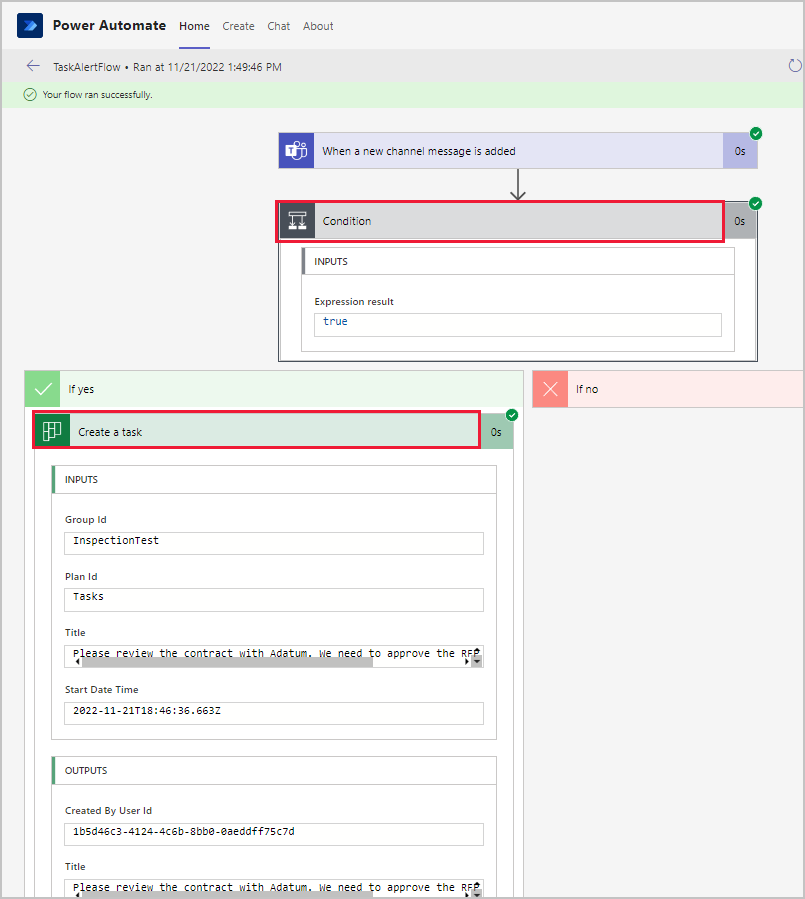 Power Automate Home Create Chat About
TaskAlertFlow • Ran at 11/21/2022 1:49:46 PM
Your flow ran successfully.
When a new channel message is added 0s
Condition 0s
INPUTS
Expression result
true
If yes If no
Create a task 0s
INPUTS
Group Id
InspectionTest
Plan Id
Tasks
Title
Please review the contract with Adatum. We need to approve the RFP
Start Date Time
2022-11-21T18:46:36.663Z
OUTPUTS
Created By User Id
1b5d46c3-4124-4c6b-8bb0-0aeddff75c7d
Title
Please review the contract with Adatum. We need to approve the RFP